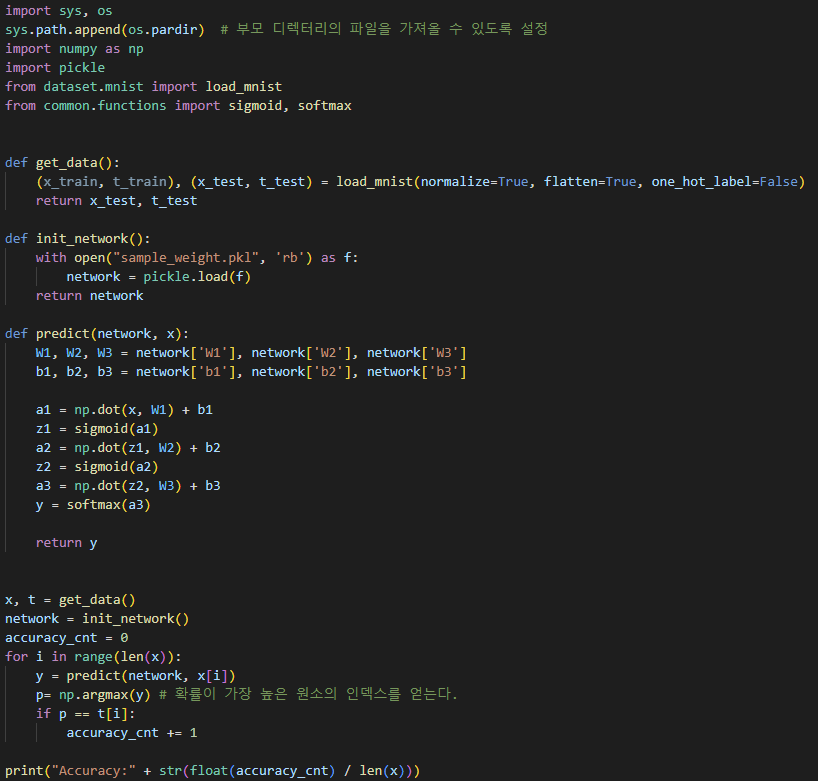 import sys, os
sys.path.append(os.pardir)  # 부모 디렉터리의 파일을 가져올 수 있도록 설정
import numpy as np
import pickle
from dataset.mnist import load_mnist
from common.functions import sigmoid, softmax


def get_data():
    (x_train, t_train), (x_test, t_test) = load_mnist(normalize=True, flatten=True, one_hot_label=False)
    return x_test, t_test

def init_network():
    with open("sample_weight.pkl", 'rb') as f:
        network = pickle.load(f)
    return network

def predict(network, x):
    W1, W2, W3 = network['W1'], network['W2'], network['W3']
    b1, b2, b3 = network['b1'], network['b2'], network['b3']

    a1 = np.dot(x, W1) + b1
    z1 = sigmoid(a1)
    a2 = np.dot(z1, W2) + b2
    z2 = sigmoid(a2)
    a3 = np.dot(z2, W3) + b3
    y = softmax(a3)

    return y


x, t = get_data()
network = init_network()
accuracy_cnt = 0
for i in range(len(x)):
    y = predict(network, x[i])
    p= np.argmax(y) # 확률이 가장 높은 원소의 인덱스를 얻는다.
    if p == t[i]:
        accuracy_cnt += 1

print("Accuracy:" + str(float(accuracy_cnt) / len(x)))